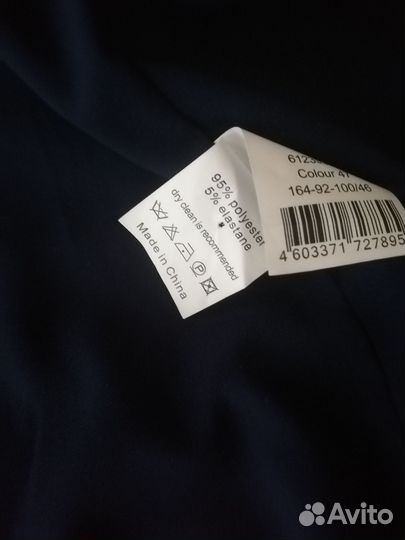 95% polyester
5% elastane
dry clean is recommended
Made in China
Colour 41
164-92-100/46
4 603371 727895
Avito